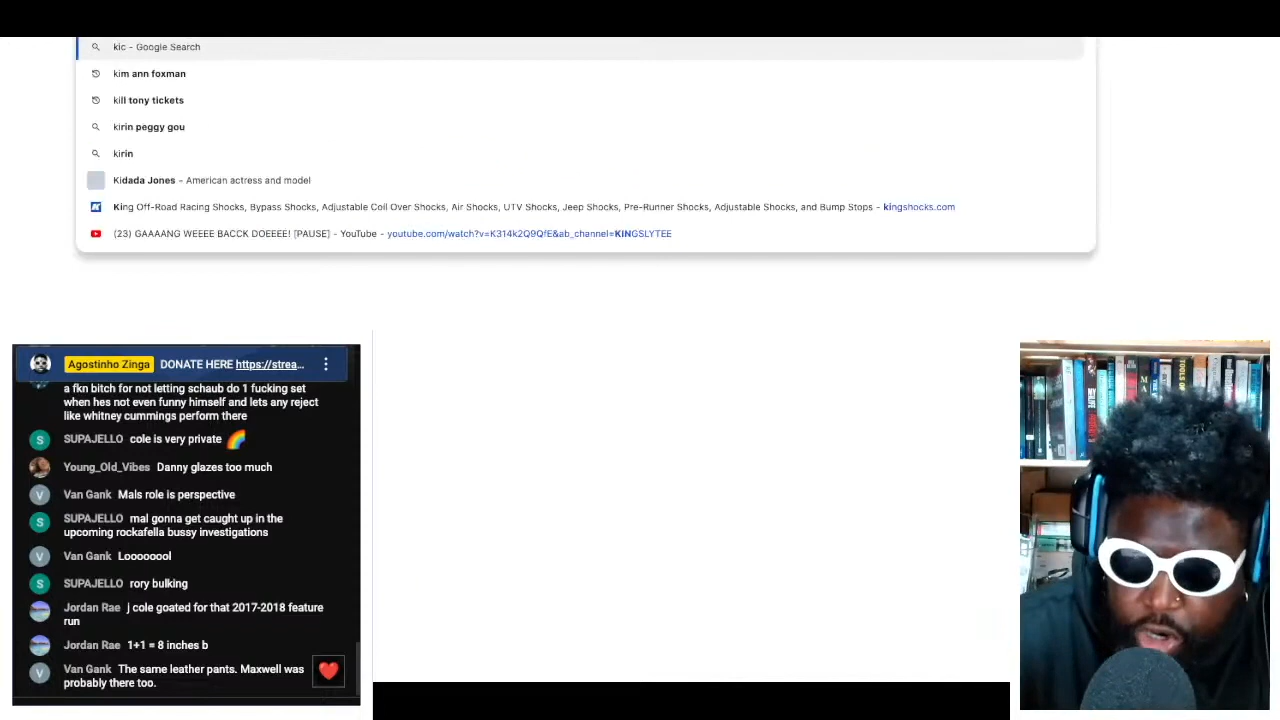 kic - Google Search
kim ann foxman
kill tony tickets
kirin peggy gou
kirin
Kidada Jones - American actress and model
King Off-Road Racing Shocks, Bypass Shocks, Adjustable Coil Over Shocks, Air Shocks, UTV Shocks, Jeep Shocks, Pre-Runner Shocks, Adjustable Shocks, and Bump Stops - kingshocks.com
(23) GAAAANG WEEEE BACCK DOEEEE! [PAUSE] - YouTube - youtube.com/watch?v=K314k2Q9QfE&ab_channel=KINGSLYTEE
Agostinho Zinga DONATE HERE https://strea...
a fkn bitch for not letting schaub do 1 fucking set
when hes not even funny himself and lets any reject
like whitney cummings perform there
S SUPAJELLO cole is very private
Young_Old_Vibes Danny glazes too much
V Van Gank Mals role is perspective
S SUPAJELLO mal gonna get caught up in the
upcoming rockafella bussy investigations
V Van Gank Loooooool
S SUPAJELLO rory bulking
Jordan Rae j cole goated for that 2017-2018 feature
run
Jordan Rae 1+1 = 8 inches b
V Van Gank The same leather pants. Maxwell was
probably there too.